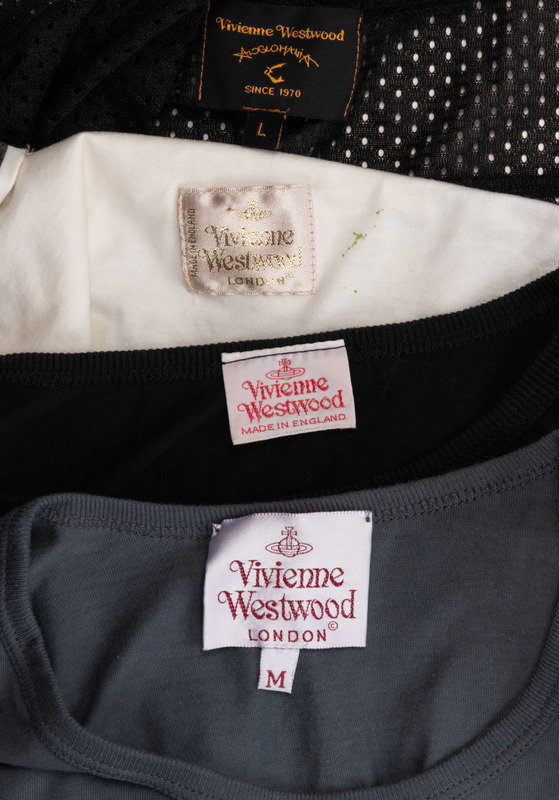 Vivienne Westwood
ANGLOMANIA
SINCE 1970
L
MADE IN ENGLAND
Vivienne
Westwood
LONDON©
Vivienne
Westwood
MADE IN ENGLAND
Vivienne
Westwood
©
LONDON
M